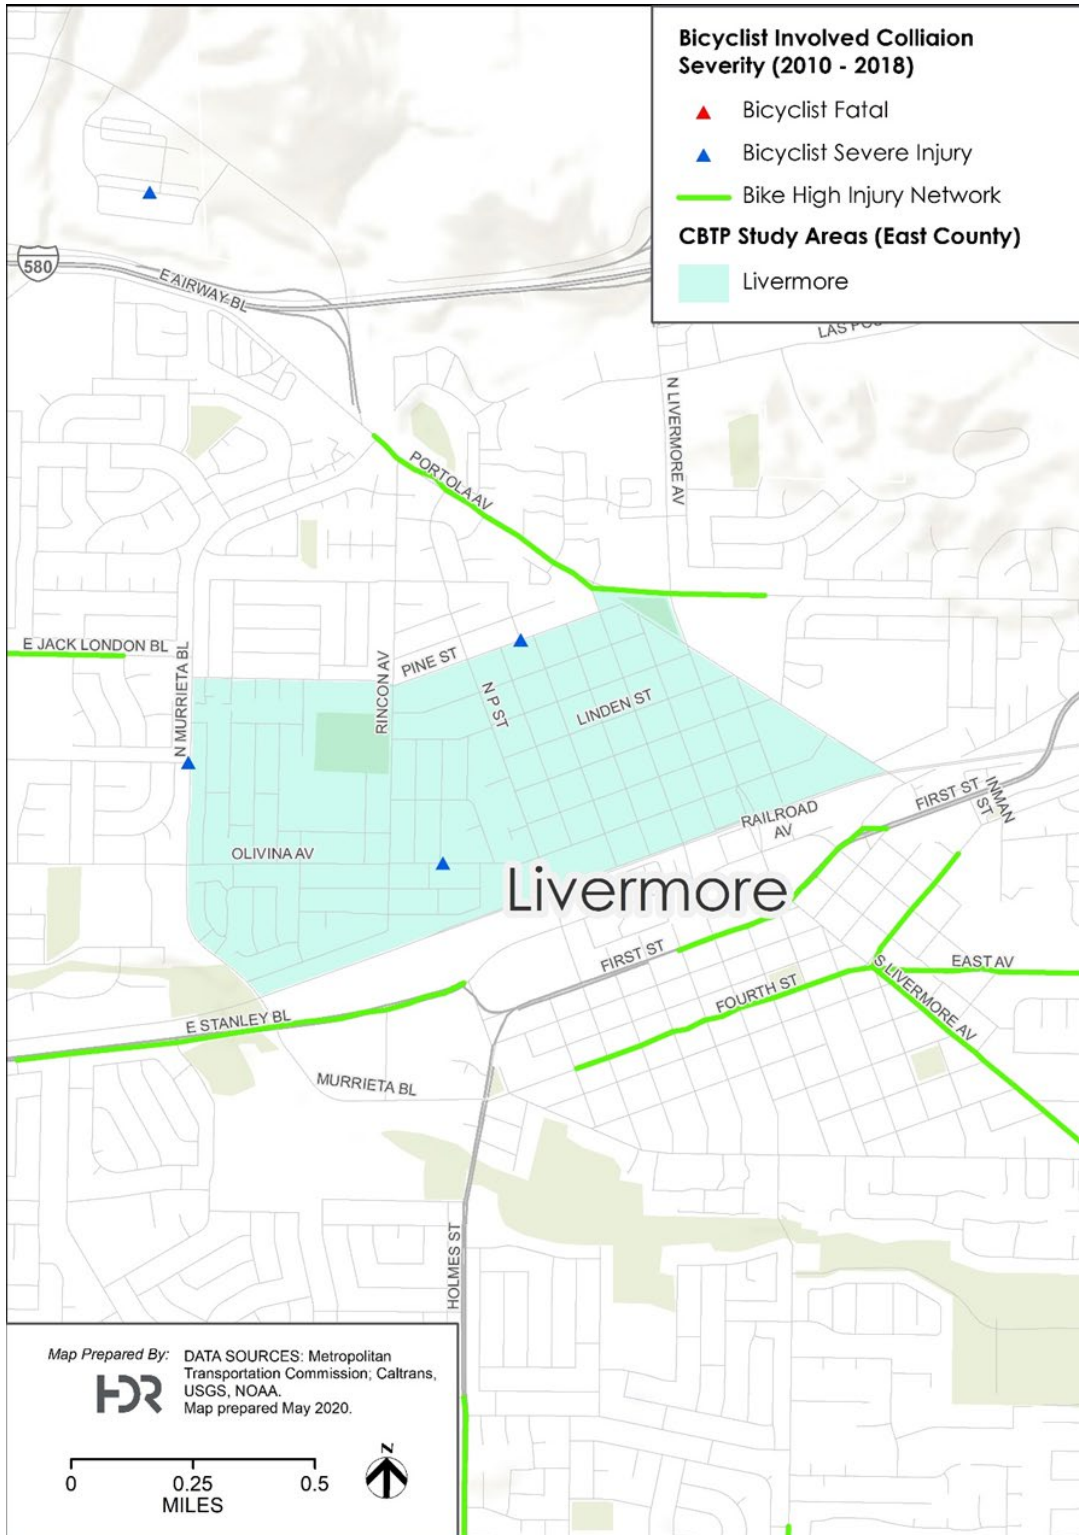 Bicyclist Involved Colliaion
Severity (2010 - 2018)
Bicyclist Fatal
Bicyclist Severe Injury
Bike High Injury Network
CBTP Study Areas (East County)
Livermore
580
E AIRWAY BL
N LIVERMORE AV
PORTOLA AV
E JACK LONDON BL
N MURRIETA BL
RINCON AV
PINE ST
N P ST
LINDEN ST
FIRST ST
INMAN
ST
RAILROAD
AV
OLIVINA AV
Livermore
FIRST ST
EAST AV
FOURTH ST
S LIVERMORE AV
E STANLEY BL
MURRIETA BL
HOLMES ST
Map Prepared By:
HDR
DATA SOURCES: Metropolitan
Transportation Commission; Caltrans,
USGS, NOAA.
Map prepared May 2020.
0 0.25 0.5
MILES
N